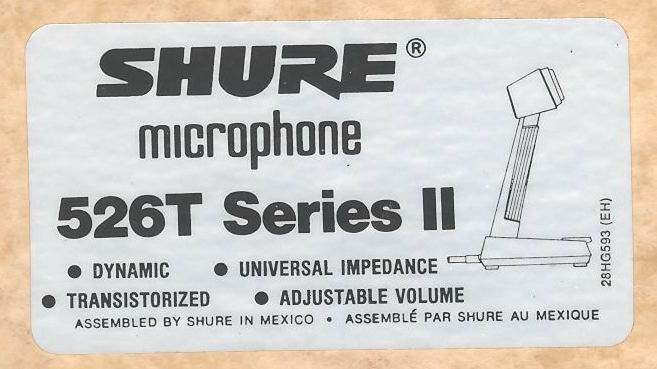 SHURE®
microphone
526T Series II
● DYNAMIC ● UNIVERSAL IMPEDANCE
● TRANSISTORIZED ● ADJUSTABLE VOLUME
ASSEMBLED BY SHURE IN MEXICO • ASSEMBLÉ PAR SHURE AU MEXIQUE
28HG593 (EH)